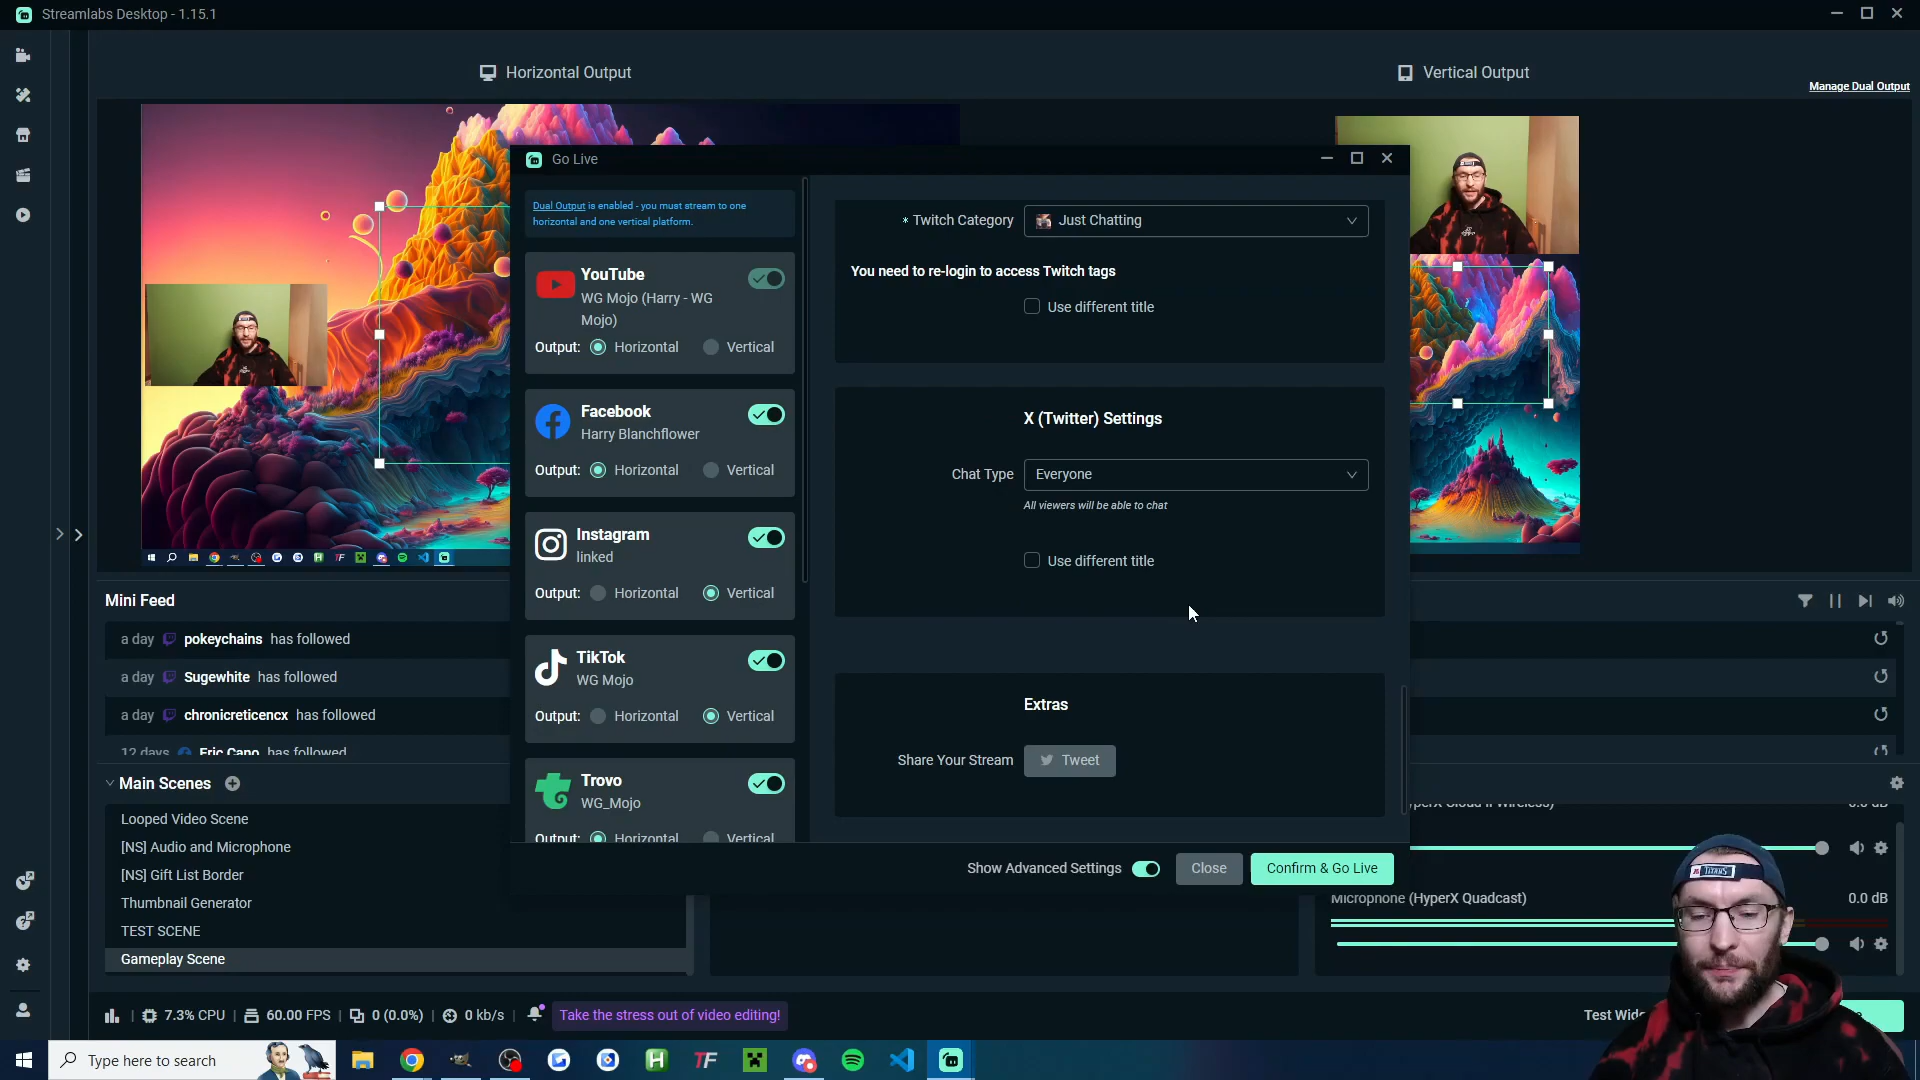 Streamlabs Desktop - 1.15.1
Horizontal Output
Vertical Output
Manage Dual Output
Go Live
Dual Output is enabled - you must stream to one
horizontal and one vertical platform.
YouTube
WG Mojo (Harry - WG
Mojo)
Output: Horizontal Vertical
Facebook
Harry Blanchflower
Output: Horizontal Vertical
Instagram
linked
Output: Horizontal Vertical
TikTok
WG Mojo
Output: Horizontal Vertical
Trovo
WG_Mojo
Output: Horizontal Vertical
* Twitch Category Just Chatting
You need to re-login to access Twitch tags
Use different title
X (Twitter) Settings
Chat Type Everyone
All viewers will be able to chat
Use different title
Extras
Share Your Stream Tweet
Show Advanced Settings Close Confirm & Go Live
Mini Feed
a day pokeychains has followed
a day Sugewhite has followed
a day chronicreticencx has followed
12 days Eric Cano has followed
Main Scenes
Looped Video Scene
[NS] Audio and Microphone
[NS] Gift List Border
Thumbnail Generator
TEST SCENE
Gameplay Scene
Microphone (HyperX Quadcast) 0.0 dB
TITANS
7.3% CPU 60.00 FPS 0 (0.0%) 0 kb/s Take the stress out of video editing!
Test
Type here to search